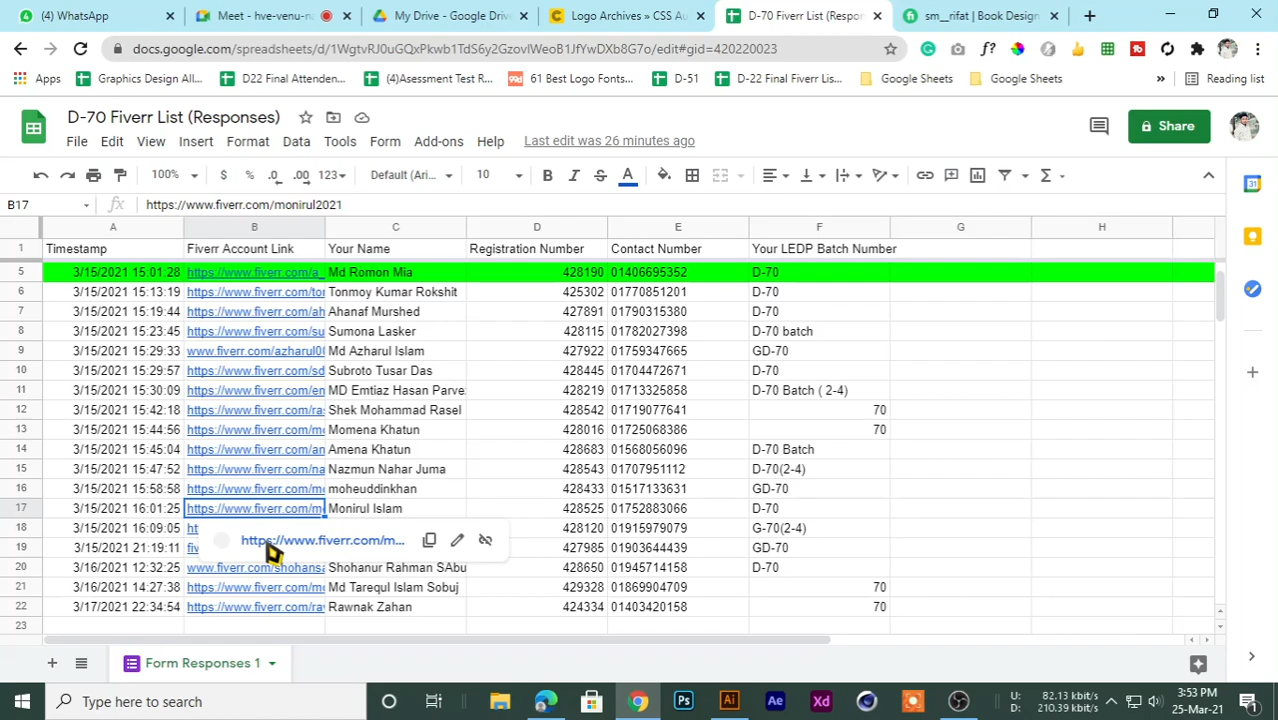 (4) WhatsApp
Meet - hve-venu-n
My Drive - Google Driv
Logo Archives » CSS Au
D-70 Fiverr List (Respon
sm__rifat | Book Design
docs.google.com/spreadsheets/d/1WgtvRJ0uGQxPkwb1TdS6y2GzovlWeoB1JfYwDXb8G7o/edit#gid=420220023
Apps
Graphics Design All...
D22 Final Attenden...
(4)Asessment Test R...
61 Best Logo Fonts...
D-51
D-22 Final Fiverr Lis...
Google Sheets
Google Sheets
Reading list
D-70 Fiverr List (Responses)
File Edit View Insert Format Data Tools Form Add-ons Help Last edit was 26 minutes ago
Share
100% $ % .0 .00 123 Default (Ari... 10 B I S A
B17 fx https://www.fiverr.com/monirul2021
A B C D E F G H
1 Timestamp Fiverr Account Link Your Name Registration Number Contact Number Your LEDP Batch Number
5 3/15/2021 15:01:28 https://www.fiverr.com/a_ Md Romon Mia 428190 01406695352 D-70
6 3/15/2021 15:13:19 https://www.fiverr.com/to Tonmoy Kumar Rokshit 425302 01770851201 D-70
7 3/15/2021 15:19:44 https://www.fiverr.com/ah Ahanaf Murshed 427891 01790315380 D-70
8 3/15/2021 15:23:45 https://www.fiverr.com/su Sumona Lasker 428115 01782027398 D-70 batch
9 3/15/2021 15:29:33 www.fiverr.com/azharul0 Md Azharul Islam 427922 01759347665 GD-70
10 3/15/2021 15:29:57 https://www.fiverr.com/sd Subroto Tusar Das 428445 01704472671 D-70
11 3/15/2021 15:30:09 https://www.fiverr.com/en MD Emtiaz Hasan Parve 428219 01713325858 D-70 Batch ( 2-4)
12 3/15/2021 15:42:18 https://www.fiverr.com/ra Shek Mohammad Rasel 428542 01719077641 70
13 3/15/2021 15:44:56 https://www.fiverr.com/mo Momena Khatun 428016 01725068386 70
14 3/15/2021 15:45:04 https://www.fiverr.com/an Amena Khatun 428683 01568056096 D-70 Batch
15 3/15/2021 15:47:52 https://www.fiverr.com/na Nazmun Nahar Juma 428453 01707951112 D-70(2-4)
16 3/15/2021 15:58:58 https://www.fiverr.com/m moheuddinkhan 428433 01517133631 GD-70
17 3/15/2021 16:01:25 https://www.fiverr.com/m Monirul Islam 428525 01752883066 D-70
18 3/15/2021 16:09:05 ht 428120 01915979079 G-70(2-4)
https://www.fiverr.com/m...
19 3/15/2021 21:19:11 fiv 427985 01903644439 GD-70
20 3/16/2021 12:32:25 www.fiverr.com/shohansa Shohanur Rahman SAbu 428650 01945714158 D-70
21 3/16/2021 14:27:38 https://www.fiverr.com/m Md Tarequl Islam Sobuj 429328 01869904709 70
22 3/17/2021 22:34:54 https://www.fiverr.com/ra Rawnak Zahan 424334 01403420158 70
23
Form Responses 1
Type here to search
U: 82.13 kbit/s
D: 210.39 kbit/s
3:53 PM
25-Mar-21